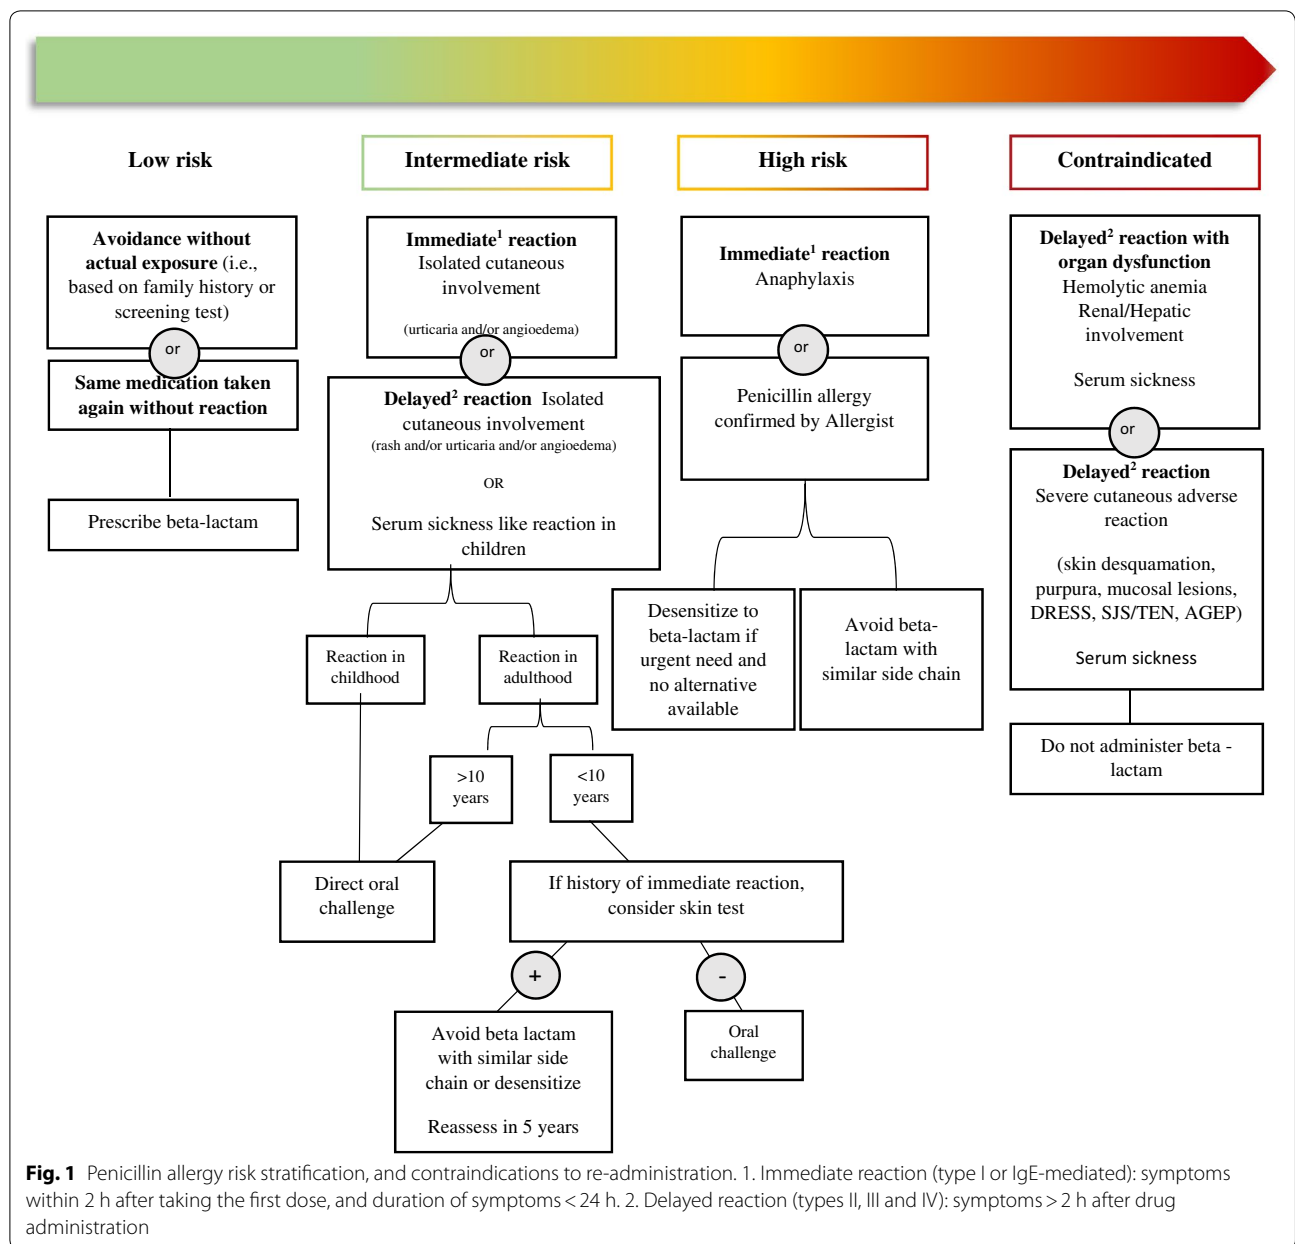 Low risk
Intermediate risk
High risk
Contraindicated
Avoidance without
actual exposure (i.e.,
based on family history or
screening test)
or
Same medication taken
again without reaction
Prescribe beta-lactam
Immediate1 reaction
Isolated cutaneous
involvement
(urticaria and/or angioedema)
or
Delayed2 reaction Isolated
cutaneous involvement
(rash and/or urticaria and/or angioedema)
OR
Serum sickness like reaction in
children
Reaction in
childhood
Reaction in
adulthood
>10
years
<10
years
Direct oral
challenge
If history of immediate reaction,
consider skin test
+
-
Avoid beta lactam
with similar side
chain or desensitize
Reassess in 5 years
Oral
challenge
Immediate1 reaction
Anaphylaxis
or
Penicillin allergy
confirmed by Allergist
Desensitize to
beta-lactam if
urgent need and
no alternative
available
Avoid beta-
lactam with
similar side chain
Delayed2 reaction with
organ dysfunction
Hemolytic anemia
Renal/Hepatic
involvement
Serum sickness
or
Delayed2 reaction
Severe cutaneous adverse
reaction
(skin desquamation,
purpura, mucosal lesions,
DRESS, SJS/TEN, AGEP)
Serum sickness
Do not administer beta -
lactam
Fig. 1 Penicillin allergy risk stratification, and contraindications to re-administration. 1. Immediate reaction (type I or IgE-mediated): symptoms
within 2 h after taking the first dose, and duration of symptoms < 24 h. 2. Delayed reaction (types II, III and IV): symptoms > 2 h after drug
administration